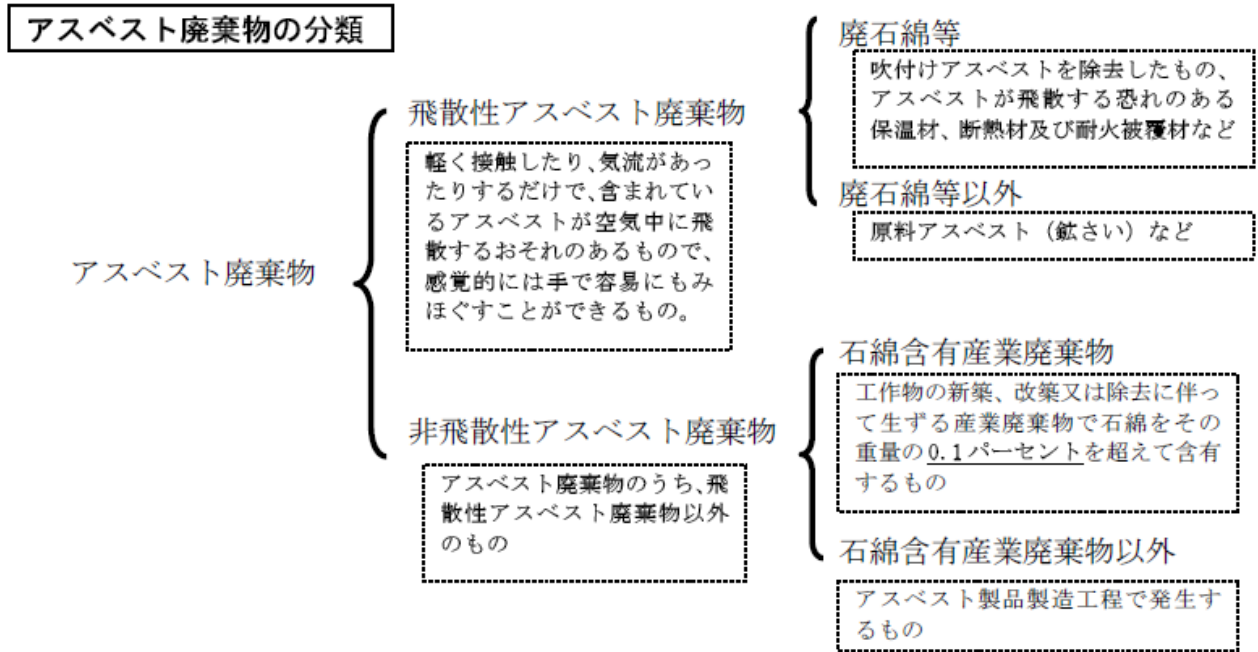 アスベスト廃棄物の分類
アスベスト廃棄物
飛散性アスベスト廃棄物
軽く接触したり、気流があっ
たりするだけで、含まれてい
るアスベストが空気中に飛
散するおそれのあるもので、
感覚的には手で容易にもみ
ほぐすことができるもの。
廃石綿等
吹付けアスベストを除去したもの、
アスベストが飛散する恐れのある
保温材、断熱材及び耐火被覆材など
廃石綿等以外
原料アスベスト（鉱さい）など
非飛散性アスベスト廃棄物
アスベスト廃棄物のうち、飛
散性アスベスト廃棄物以外
のもの
石綿含有産業廃棄物
工作物の新築、改築又は除去に伴っ
て生ずる産業廃棄物で石綿をその
重量の0.1パーセントを超えて含有
するもの
石綿含有産業廃棄物以外
アスベスト製品製造工程で発生す
るもの